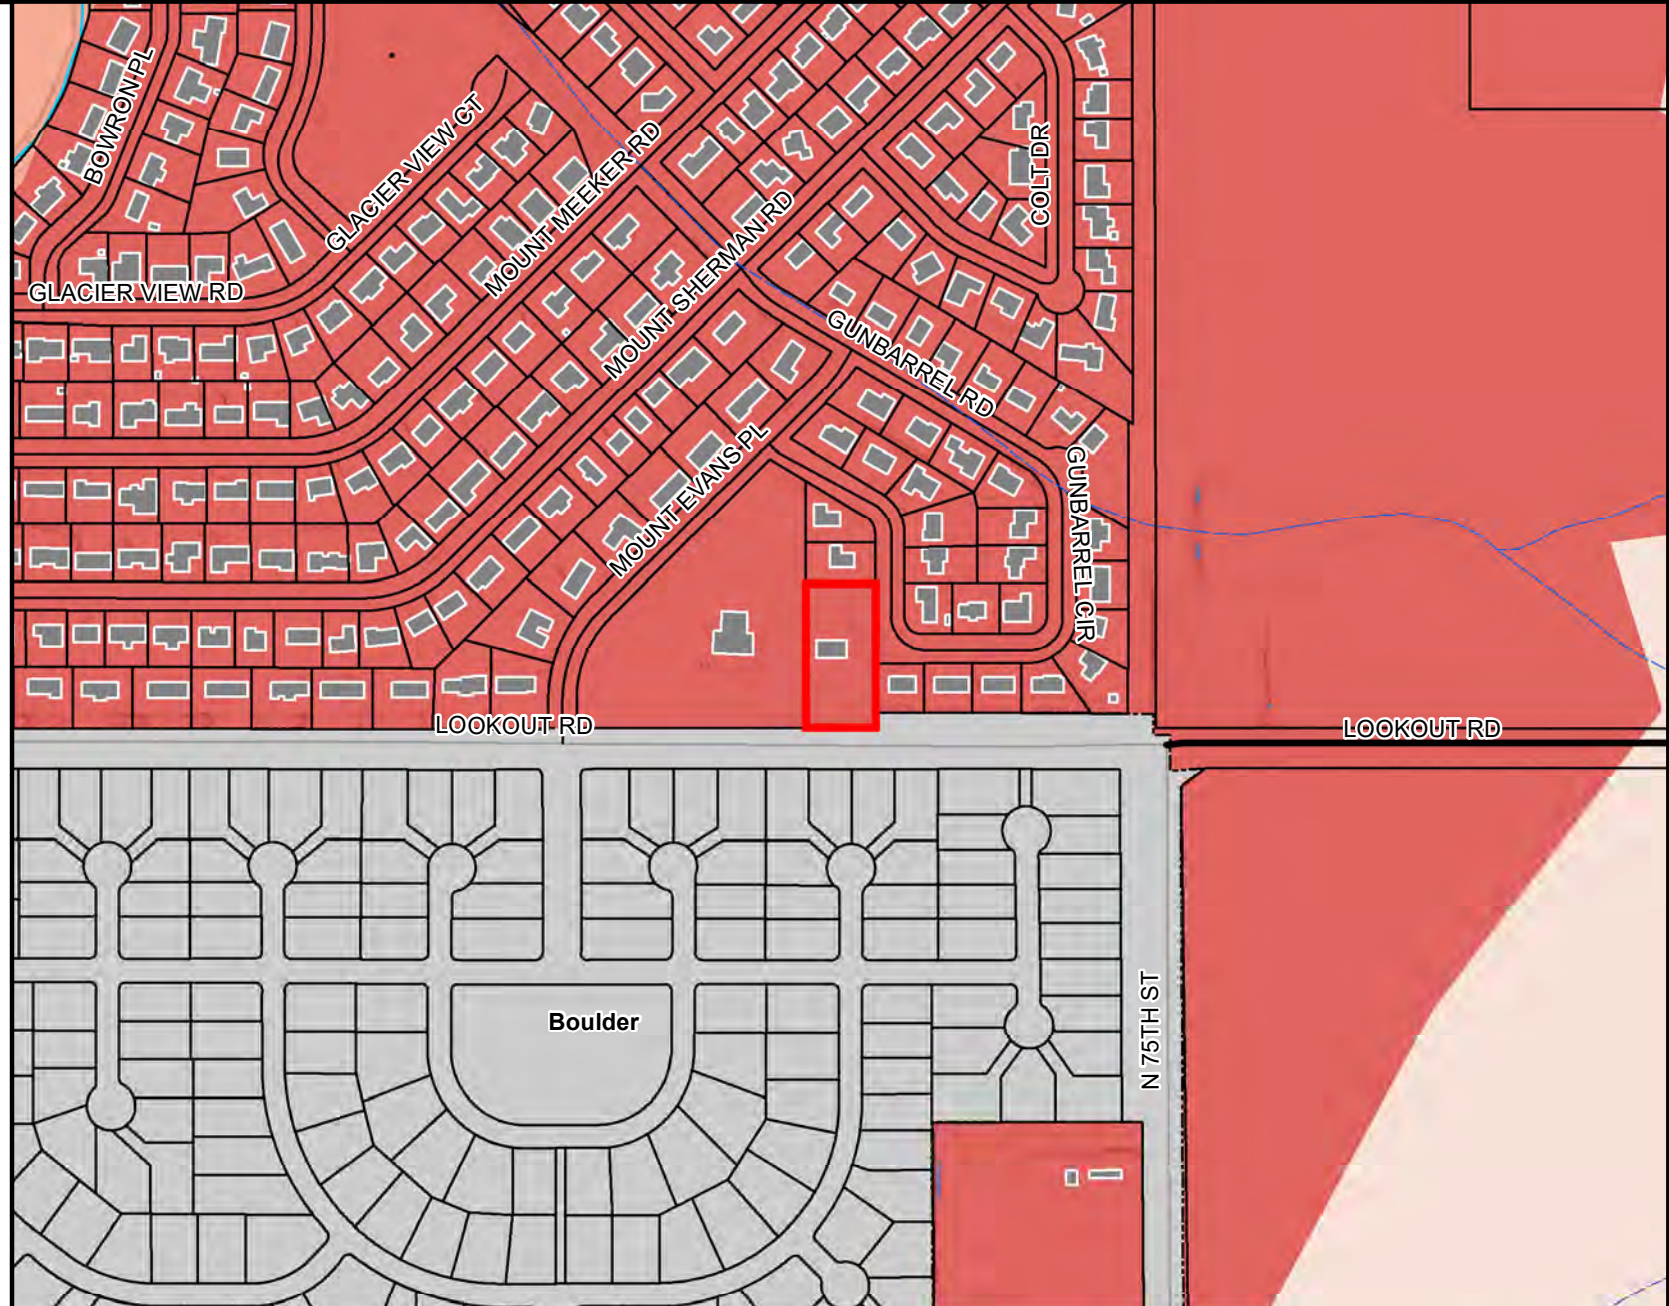 BOWRON PL
GLACIER VIEW CT
MOUNT MEEKER RD
COLT DR
MOUNT SHERMAN RD
GLACIER VIEW RD
GUNBARREL RD
MOUNT EVANS PL
GUNBARREL CIR
LOOKOUT RD
LOOKOUT RD
Boulder
N 75TH ST